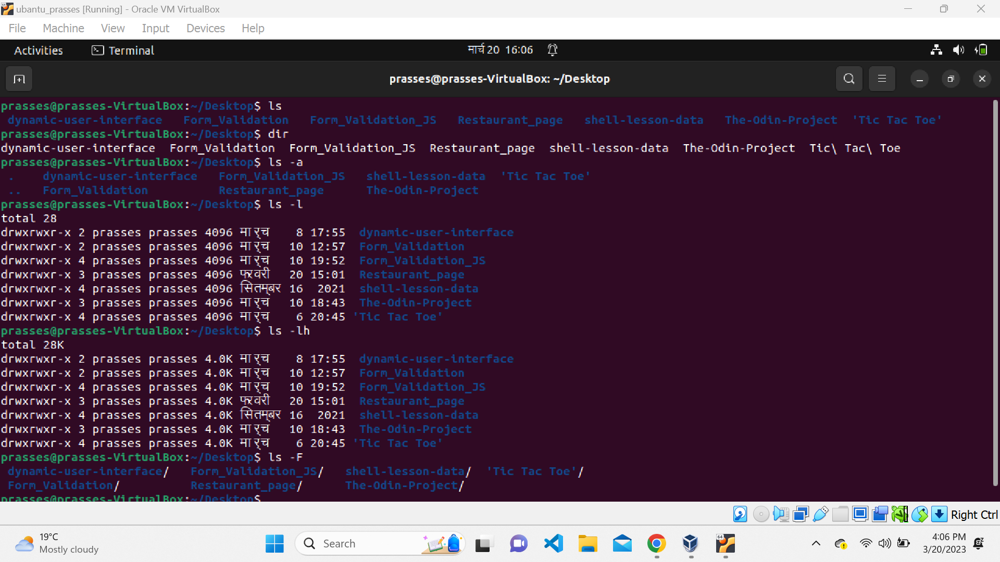 ubantu_prasses [Running] - Oracle VM VirtualBox
File Machine View Input Devices Help
Activities Terminal मार्च 20 16:06
prasses@prasses-VirtualBox: ~/Desktop
prasses@prasses-VirtualBox:~/Desktop$ ls
dynamic-user-interface Form_Validation Form_Validation_JS Restaurant_page shell-lesson-data The-Odin-Project 'Tic Tac Toe'
prasses@prasses-VirtualBox:~/Desktop$ dir
dynamic-user-interface Form_Validation Form_Validation_JS Restaurant_page shell-lesson-data The-Odin-Project Tic\ Tac\ Toe
prasses@prasses-VirtualBox:~/Desktop$ ls -a
. dynamic-user-interface Form_Validation_JS shell-lesson-data 'Tic Tac Toe'
.. Form_Validation Restaurant_page The-Odin-Project
prasses@prasses-VirtualBox:~/Desktop$ ls -l
total 28
drwxrwxr-x 2 prasses prasses 4096 मार्च 8 17:55 dynamic-user-interface
drwxrwxr-x 2 prasses prasses 4096 मार्च 10 12:57 Form_Validation
drwxrwxr-x 4 prasses prasses 4096 मार्च 10 19:52 Form_Validation_JS
drwxrwxr-x 3 prasses prasses 4096 फरवरी 20 15:01 Restaurant_page
drwxrwxr-x 4 prasses prasses 4096 सितम्बर 16 2021 shell-lesson-data
drwxrwxr-x 3 prasses prasses 4096 मार्च 10 18:43 The-Odin-Project
drwxrwxr-x 4 prasses prasses 4096 मार्च 6 20:45 'Tic Tac Toe'
prasses@prasses-VirtualBox:~/Desktop$ ls -lh
total 28K
drwxrwxr-x 2 prasses prasses 4.0K मार्च 8 17:55 dynamic-user-interface
drwxrwxr-x 2 prasses prasses 4.0K मार्च 10 12:57 Form_Validation
drwxrwxr-x 4 prasses prasses 4.0K मार्च 10 19:52 Form_Validation_JS
drwxrwxr-x 3 prasses prasses 4.0K फरवरी 20 15:01 Restaurant_page
drwxrwxr-x 4 prasses prasses 4.0K सितम्बर 16 2021 shell-lesson-data
drwxrwxr-x 3 prasses prasses 4.0K मार्च 10 18:43 The-Odin-Project
drwxrwxr-x 4 prasses prasses 4.0K मार्च 6 20:45 'Tic Tac Toe'
prasses@prasses-VirtualBox:~/Desktop$ ls -F
dynamic-user-interface/ Form_Validation_JS/ shell-lesson-data/ 'Tic Tac Toe'/
Form_Validation/ Restaurant_page/ The-Odin-Project/
prasses@prasses-VirtualBox:~/Desktop$
Right Ctrl
19°C
Mostly cloudy
Search
64
4:06 PM
3/20/2023